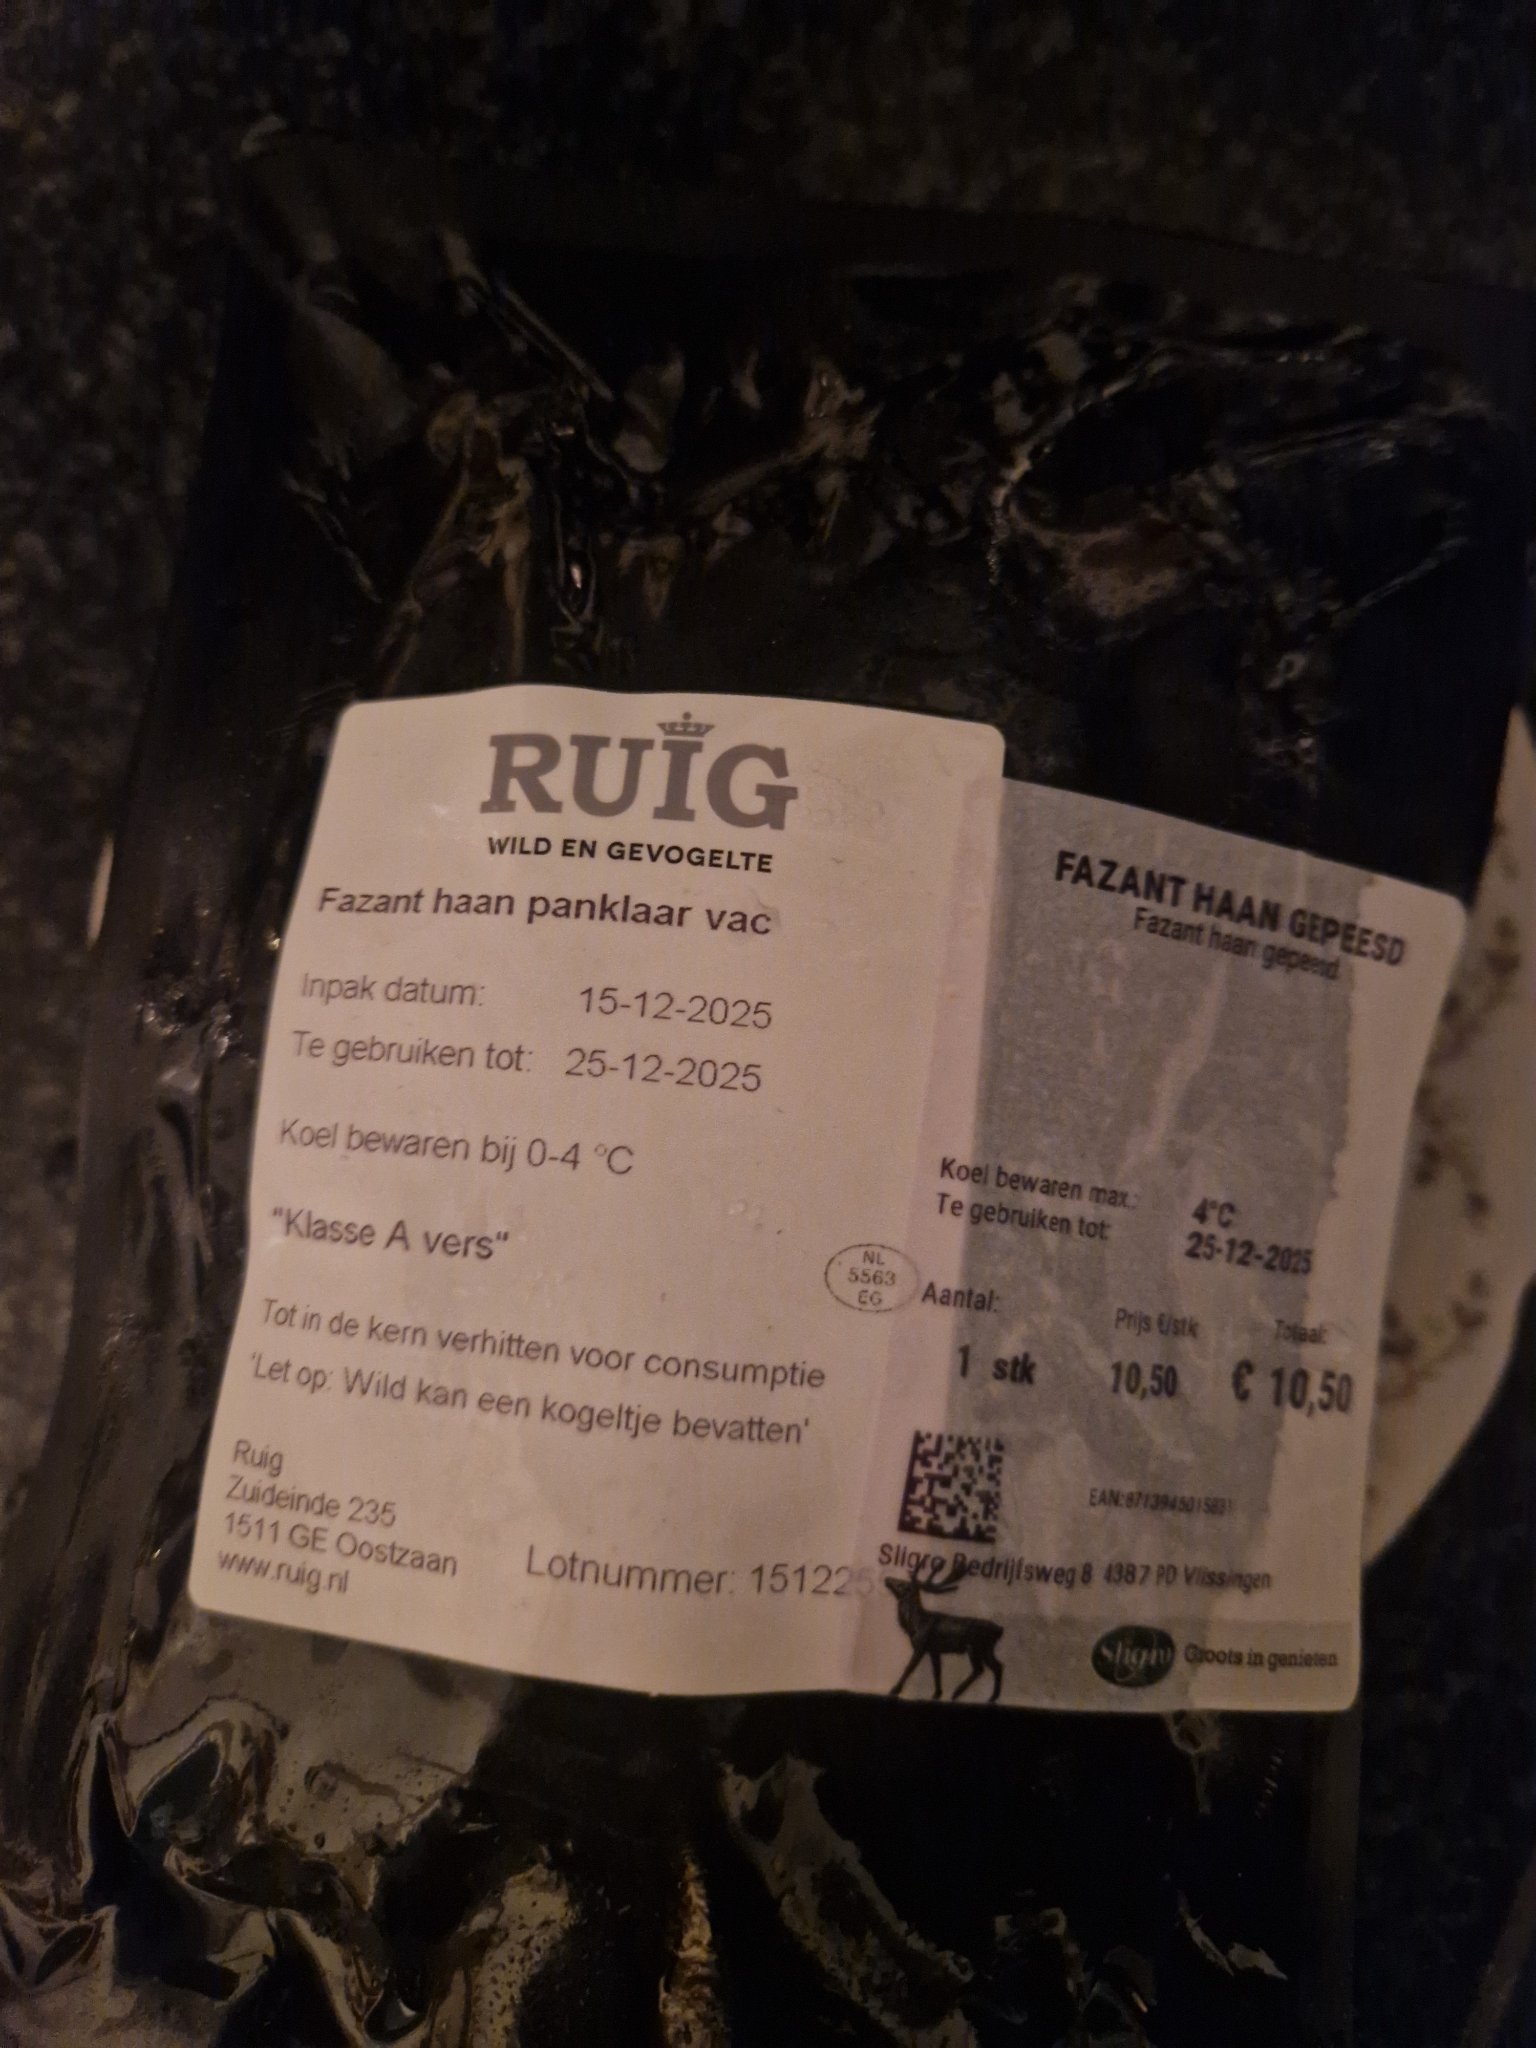 RUIG
WILD EN GEVOGELTE
Fazant haan panklaar vac
Inpak datum: 15-12-2025
Te gebruiken tot: 25-12-2025
Koel bewaren bij 0-4 °C
"Klasse A vers"
NL
5563
EG
Tot in de kern verhitten voor consumptie
'Let op: Wild kan een kogeltje bevatten'
Ruig
Zuideinde 235
1511 GE Oostzaan
www.ruig.nl
Lotnummer: 151225
FAZANT HAAN GEPEESD
Fazant haan gepeesd
Koel bewaren max.: 4°C
Te gebruiken tot: 25-12-2025
Aantal: Prijs €/stk Totaal:
1 stk 10,50 € 10,50
EAN:
Sligro Bedrijfsweg 8 4387 PD Vlissingen
Sligro Groots in genieten